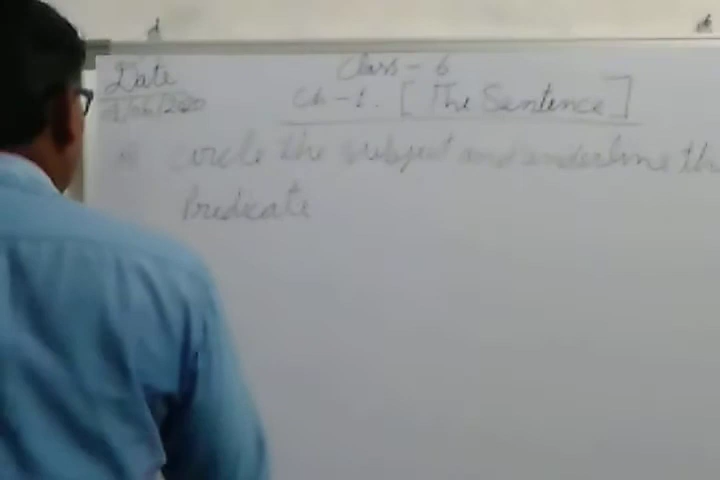 Date
Class - 6
Ch - 1. [ The Sentence ]
circle the subject and underline the
Predicate